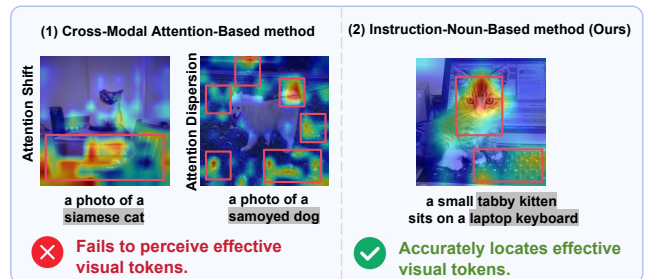 (1) Cross-Modal Attention-Based method
Attention Shift
Attention Dispersion
a photo of a
siamese cat
a photo of a
samoyed dog
Fails to perceive effective
visual tokens.
(2) Instruction-Noun-Based method (Ours)
a small tabby kitten
sits on a laptop keyboard
Accurately locates effective
visual tokens.